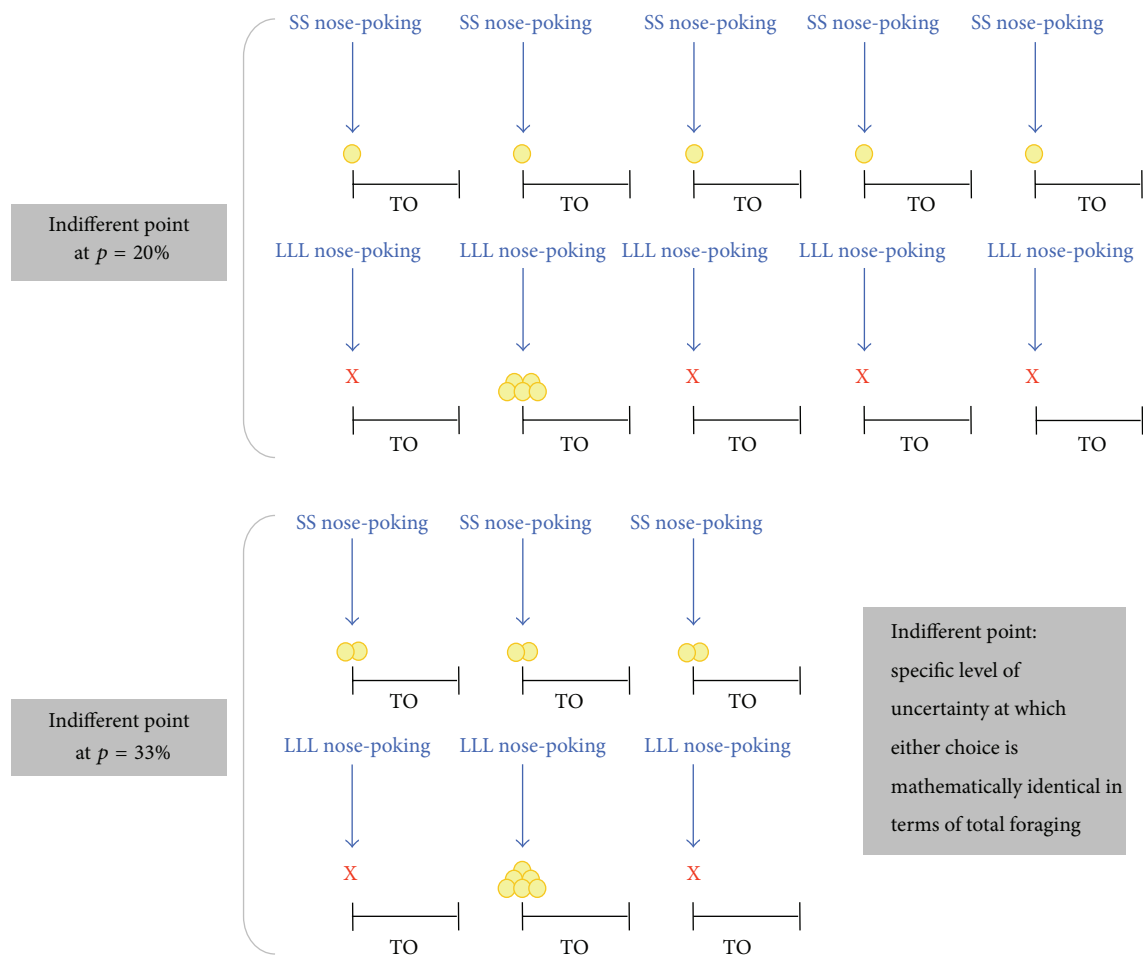 SS nose-poking SS nose-poking SS nose-poking SS nose-poking SS nose-poking
TO TO TO TO TO
Indifferent point
at p = 20%
LLL nose-poking LLL nose-poking LLL nose-poking LLL nose-poking LLL nose-poking
X X X X
TO TO TO TO TO
SS nose-poking SS nose-poking SS nose-poking
TO TO TO
Indifferent point
at p = 33%
LLL nose-poking LLL nose-poking LLL nose-poking
X X
TO TO TO
Indifferent point:
specific level of
uncertainty at which
either choice is
mathematically identical in
terms of total foraging